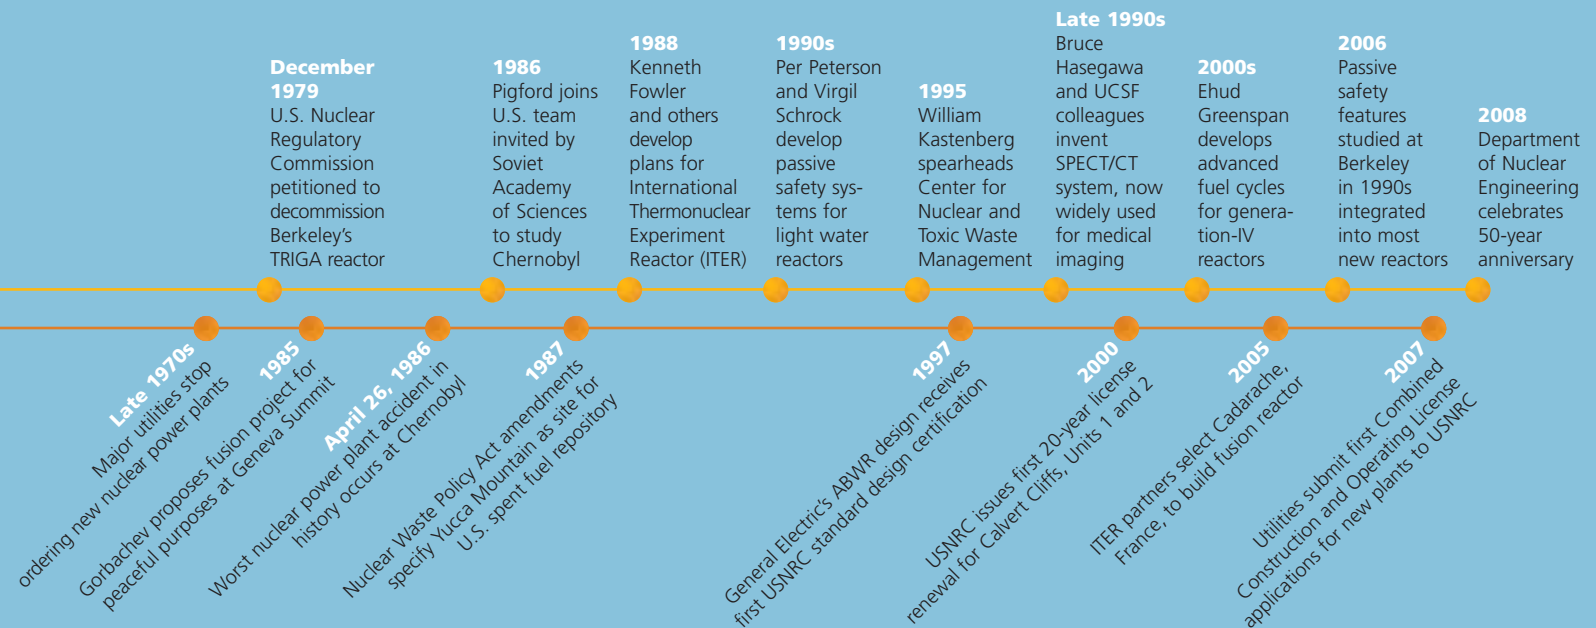 December
1979
U.S. Nuclear
Regulatory
Commission
petitioned to
decommission
Berkeley's
TRIGA reactor
1986
Pigford joins
U.S. team
invited by
Soviet
Academy
of Sciences
to study
Chernobyl
1988
Kenneth
Fowler
and others
develop
plans for
International
Thermonuclear
Experiment
Reactor (ITER)
1990s
Per Peterson
and Virgil
Schrock
develop
passive
safety sys-
tems for
light water
reactors
1995
William
Kastenberg
spearheads
Center for
Nuclear and
Toxic Waste
Management
Late 1990s
Bruce
Hasegawa
and UCSF
colleagues
invent
SPECT/CT
system, now
widely used
for medical
imaging
2000s
Ehud
Greenspan
develops
advanced
fuel cycles
for genera-
tion-IV
reactors
2006
Passive
safety
features
studied at
Berkeley
in 1990s
integrated
into most
new reactors
2008
Department
of Nuclear
Engineering
celebrates
50-year
anniversary
Late 1970s
Major utilities stop
ordering new nuclear power plants
1985
Gorbachev proposes fusion project for
peaceful purposes at Geneva Summit
April 26, 1986
Worst nuclear power plant accident in
history occurs at Chernobyl
1987
Nuclear Waste Policy Act amendments
specify Yucca Mountain as site for
U.S. spent fuel repository
1997
General Electric's ABWR design receives
first USNRC standard design certification
2000
USNRC issues first 20-year license
renewal for Calvert Cliffs, Units 1 and 2
2005
ITER partners select Cadarache,
France, to build fusion reactor
2007
Utilities submit first Combined
Construction and Operating License
applications for new plants to USNRC